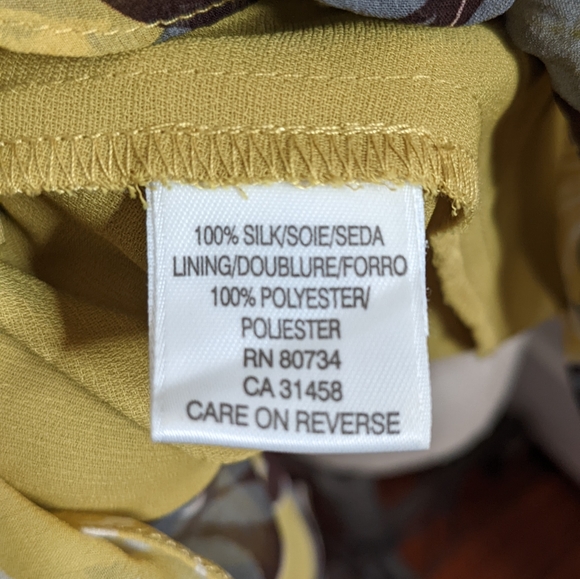 100% SILK/SOIE/SEDA
LINING/DOUBLURE/FORRO
100% POLYESTER/
POLIESTER
RN 80734
CA 31458
CARE ON REVERSE